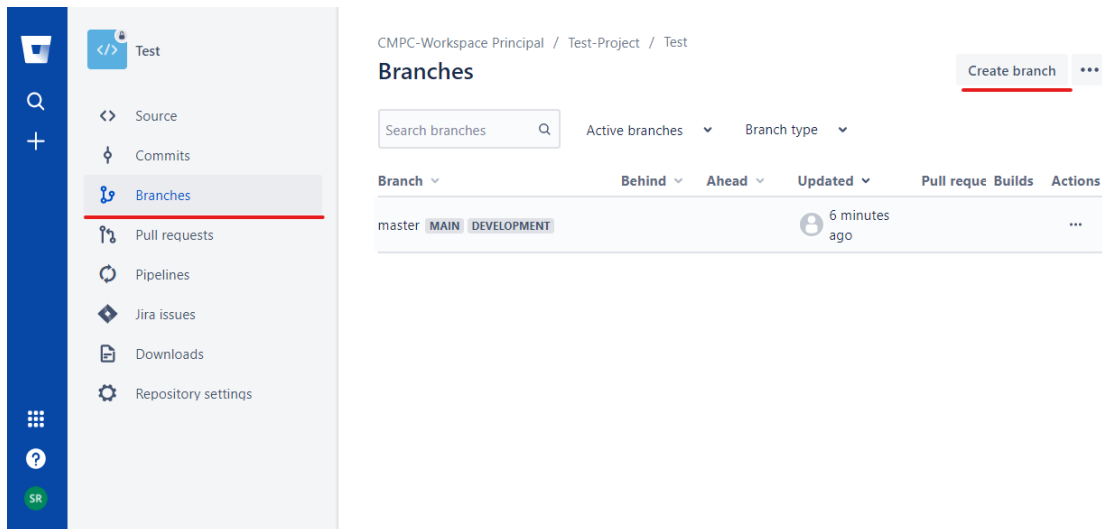 Test
Source
Commits
Branches
Pull requests
Pipelines
Jira issues
Downloads
Repository settings
SR
CMPC-Workspace Principal / Test-Project / Test
Branches
Create branch
Search branches
Active branches
Branch type
Branch Behind Ahead Updated Pull reque Builds Actions
master MAIN DEVELOPMENT 6 minutes
ago